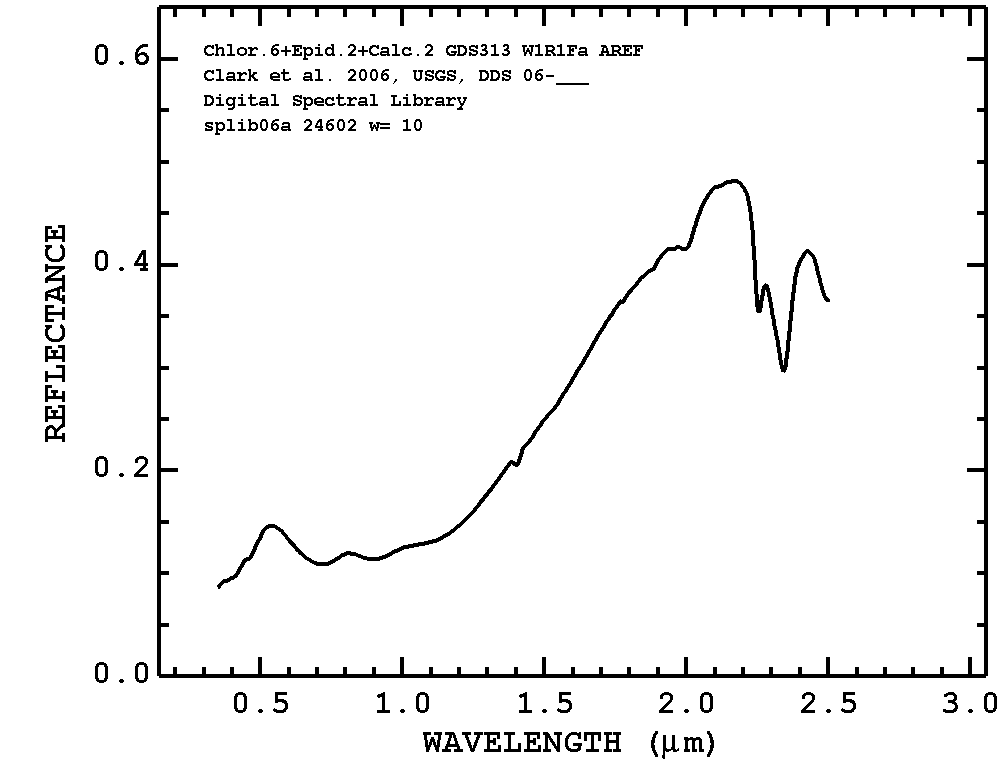 Chlor.6+Epid.2+Calc.2 GDS313 W1R1Fa AREF
Clark et al. 2006, USGS, DDS 06-___
Digital Spectral Library
splib06a 24602 w= 10
0.6
0.4
0.2
0.0
REFLECTANCE
0.5 1.0 1.5 2.0 2.5 3.0
WAVELENGTH (μm)